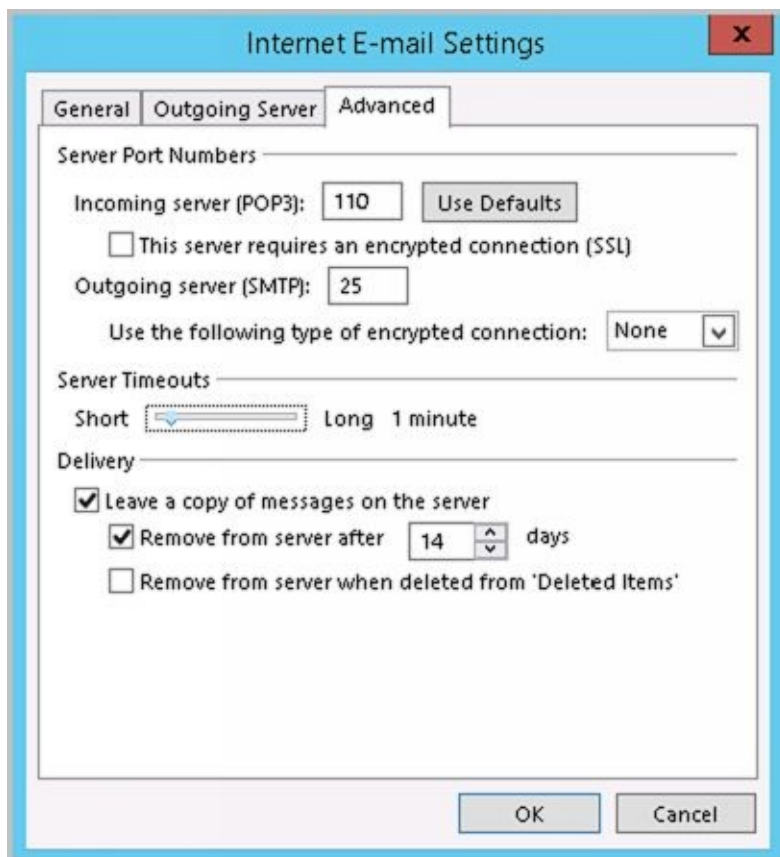 Internet E-mail Settings
x
General Outgoing Server Advanced
Server Port Numbers
Incoming server (POP3): 110 Use Defaults
This server requires an encrypted connection (SSL)
Outgoing server (SMTP): 25
Use the following type of encrypted connection: None
Server Timeouts
Short Long 1 minute
Delivery
Leave a copy of messages on the server
Remove from server after 14 days
Remove from server when deleted from 'Deleted Items'
OK Cancel